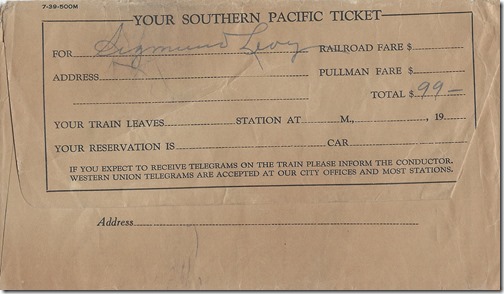 7-39-500M
YOUR SOUTHERN PACIFIC TICKET
FOR Sigmund Levy RAILROAD FARE $
ADDRESS PULLMAN FARE $
TOTAL $ 99-
YOUR TRAIN LEAVES STATION AT M., , 19
YOUR RESERVATION IS CAR
IF YOU EXPECT TO RECEIVE TELEGRAMS ON THE TRAIN PLEASE INFORM THE CONDUCTOR.
WESTERN UNION TELEGRAMS ARE ACCEPTED AT OUR CITY OFFICES AND MOST STATIONS.
Address